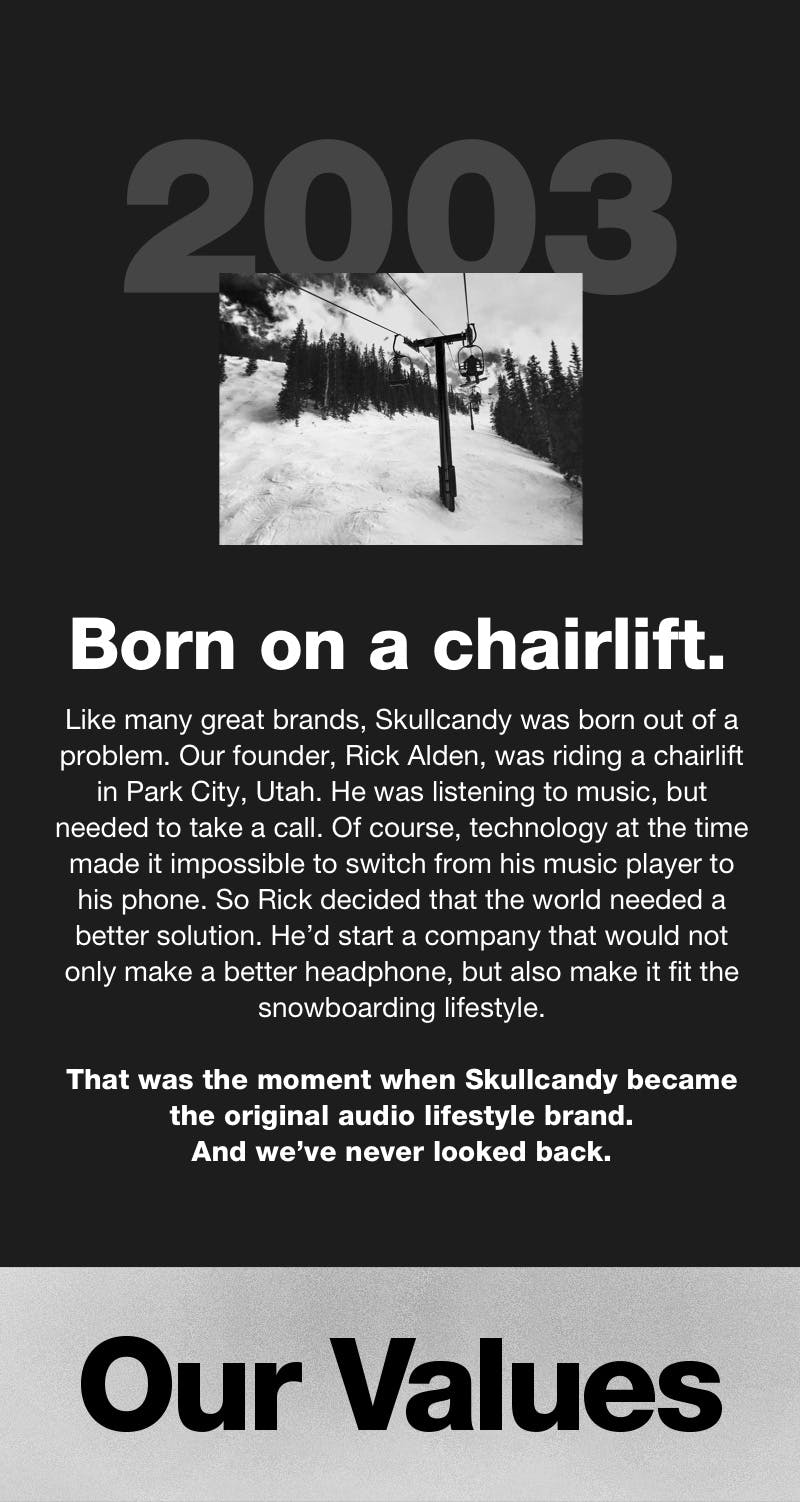 2003
Born on a chairlift.
Like many great brands, Skullcandy was born out of a
problem. Our founder, Rick Alden, was riding a chairlift
in Park City, Utah. He was listening to music, but
needed to take a call. Of course, technology at the time
made it impossible to switch from his music player to
his phone. So Rick decided that the world needed a
better solution. He’d start a company that would not
only make a better headphone, but also make it fit the
snowboarding lifestyle.
That was the moment when Skullcandy became
the original audio lifestyle brand.
And we’ve never looked back.
Our Values